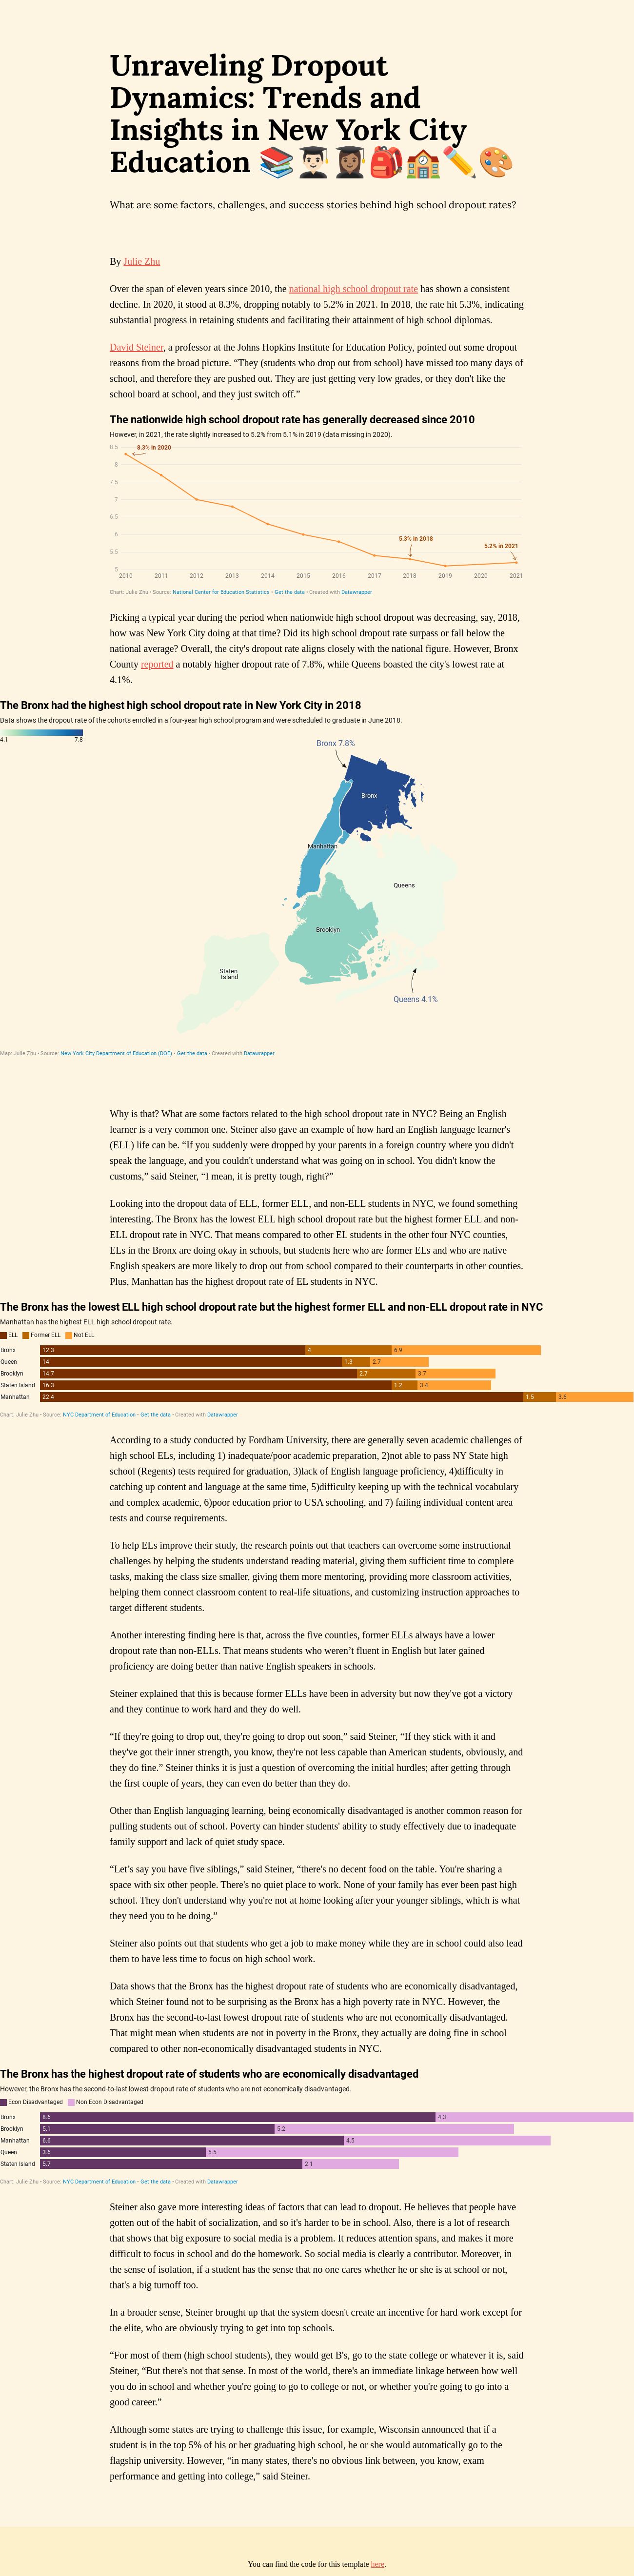 Unraveling Dropout
Dynamics: Trends and
Insights in New York City
Education 📚👨🏻‍🎓👩🏽‍🎓🎒🏫✏️🎨
What are some factors, challenges, and success stories behind high school dropout rates?
By Julie Zhu
Over the span of eleven years since 2010, the national high school dropout rate has shown a consistent
decline. In 2020, it stood at 8.3%, dropping notably to 5.2% in 2021. In 2018, the rate hit 5.3%, indicating
substantial progress in retaining students and facilitating their attainment of high school diplomas.
David Steiner, a professor at the Johns Hopkins Institute for Education Policy, pointed out some dropout
reasons from the broad picture. “They (students who drop out from school) have missed too many days of
school, and therefore they are pushed out. They are just getting very low grades, or they don't like the
school board at school, and they just switch off.”
The nationwide high school dropout rate has generally decreased since 2010
However, in 2021, the rate slightly increased to 5.2% from 5.1% in 2019 (data missing in 2020).
8.5
8.3% in 2020
8
7.5
7
6.5
6
5.3% in 2018
5.2% in 2021
5.5
5
2010 2011 2012 2013 2014 2015 2016 2017 2018 2019 2020 2021
Chart: Julie Zhu • Source: National Center for Education Statistics • Get the data • Created with Datawrapper
Picking a typical year during the period when nationwide high school dropout was decreasing, say, 2018,
how was New York City doing at that time? Did its high school dropout rate surpass or fall below the
national average? Overall, the city's dropout rate aligns closely with the national figure. However, Bronx
County reported a notably higher dropout rate of 7.8%, while Queens boasted the city's lowest rate at
4.1%.
The Bronx had the highest high school dropout rate in New York City in 2018
Data shows the dropout rate of the cohorts enrolled in a four-year high school program and were scheduled to graduate in June 2018.
4.1 7.8
Bronx 7.8%
Bronx
Manhattan
Queens
Brooklyn
Staten
Island
Queens 4.1%
Map: Julie Zhu • Source: New York City Department of Education (DOE) • Get the data • Created with Datawrapper
Why is that? What are some factors related to the high school dropout rate in NYC? Being an English
learner is a very common one. Steiner also gave an example of how hard an English language learner's
(ELL) life can be. “If you suddenly were dropped by your parents in a foreign country where you didn't
speak the language, and you couldn't understand what was going on in school. You didn't know the
customs,” said Steiner, “I mean, it is pretty tough, right?”
Looking into the dropout data of ELL, former ELL, and non-ELL students in NYC, we found something
interesting. The Bronx has the lowest ELL high school dropout rate but the highest former ELL and non-
ELL dropout rate in NYC. That means compared to other EL students in the other four NYC counties,
ELs in the Bronx are doing okay in schools, but students here who are former ELs and who are native
English speakers are more likely to drop out from school compared to their counterparts in other counties.
Plus, Manhattan has the highest dropout rate of EL students in NYC.
The Bronx has the lowest ELL high school dropout rate but the highest former ELL and non-ELL dropout rate in NYC
Manhattan has the highest ELL high school dropout rate.
ELL Former ELL Not ELL
Bronx 12.3 4 6.9
Queen 14 1.3 2.7
Brooklyn 14.7 2.7 3.7
Staten Island 16.3 1.2 3.4
Manhattan 22.4 1.5 3.6
Chart: Julie Zhu • Source: NYC Department of Education • Get the data • Created with Datawrapper
According to a study conducted by Fordham University, there are generally seven academic challenges of
high school ELs, including 1) inadequate/poor academic preparation, 2)not able to pass NY State high
school (Regents) tests required for graduation, 3)lack of English language proficiency, 4)difficulty in
catching up content and language at the same time, 5)difficulty keeping up with the technical vocabulary
and complex academic, 6)poor education prior to USA schooling, and 7) failing individual content area
tests and course requirements.
To help ELs improve their study, the research points out that teachers can overcome some instructional
challenges by helping the students understand reading material, giving them sufficient time to complete
tasks, making the class size smaller, giving them more mentoring, providing more classroom activities,
helping them connect classroom content to real-life situations, and customizing instruction approaches to
target different students.
Another interesting finding here is that, across the five counties, former ELLs always have a lower
dropout rate than non-ELLs. That means students who weren’t fluent in English but later gained
proficiency are doing better than native English speakers in schools.
Steiner explained that this is because former ELLs have been in adversity but now they've got a victory
and they continue to work hard and they do well.
“If they're going to drop out, they're going to drop out soon,” said Steiner, “If they stick with it and
they've got their inner strength, you know, they're not less capable than American students, obviously, and
they do fine.” Steiner thinks it is just a question of overcoming the initial hurdles; after getting through
the first couple of years, they can even do better than they do.
Other than English languaging learning, being economically disadvantaged is another common reason for
pulling students out of school. Poverty can hinder students' ability to study effectively due to inadequate
family support and lack of quiet study space.
“Let’s say you have five siblings,” said Steiner, “there's no decent food on the table. You're sharing a
space with six other people. There's no quiet place to work. None of your family has ever been past high
school. They don't understand why you're not at home looking after your younger siblings, which is what
they need you to be doing.”
Steiner also points out that students who get a job to make money while they are in school could also lead
them to have less time to focus on high school work.
Data shows that the Bronx has the highest dropout rate of students who are economically disadvantaged,
which Steiner found not to be surprising as the Bronx has a high poverty rate in NYC. However, the
Bronx has the second-to-last lowest dropout rate of students who are not economically disadvantaged.
That might mean when students are not in poverty in the Bronx, they actually are doing fine in school
compared to other non-economically disadvantaged students in NYC.
The Bronx has the highest dropout rate of students who are economically disadvantaged
However, the Bronx has the second-to-last lowest dropout rate of students who are not economically disadvantaged.
Econ Disadvantaged Non Econ Disadvantaged
Bronx 8.6 4.3
Brooklyn 5.1 5.2
Manhattan 6.6 4.5
Queen 3.6 5.5
Staten Island 5.7 2.1
Chart: Julie Zhu • Source: NYC Department of Education • Get the data • Created with Datawrapper
Steiner also gave more interesting ideas of factors that can lead to dropout. He believes that people have
gotten out of the habit of socialization, and so it's harder to be in school. Also, there is a lot of research
that shows that big exposure to social media is a problem. It reduces attention spans, and makes it more
difficult to focus in school and do the homework. So social media is clearly a contributor. Moreover, in
the sense of isolation, if a student has the sense that no one cares whether he or she is at school or not,
that's a big turnoff too.
In a broader sense, Steiner brought up that the system doesn't create an incentive for hard work except for
the elite, who are obviously trying to get into top schools.
“For most of them (high school students), they would get B's, go to the state college or whatever it is, said
Steiner, “But there's not that sense. In most of the world, there's an immediate linkage between how well
you do in school and whether you're going to go to college or not, or whether you're going to go into a
good career.”
Although some states are trying to challenge this issue, for example, Wisconsin announced that if a
student is in the top 5% of his or her graduating high school, he or she would automatically go to the
flagship university. However, “in many states, there's no obvious link between, you know, exam
performance and getting into college,” said Steiner.
You can find the code for this template here.